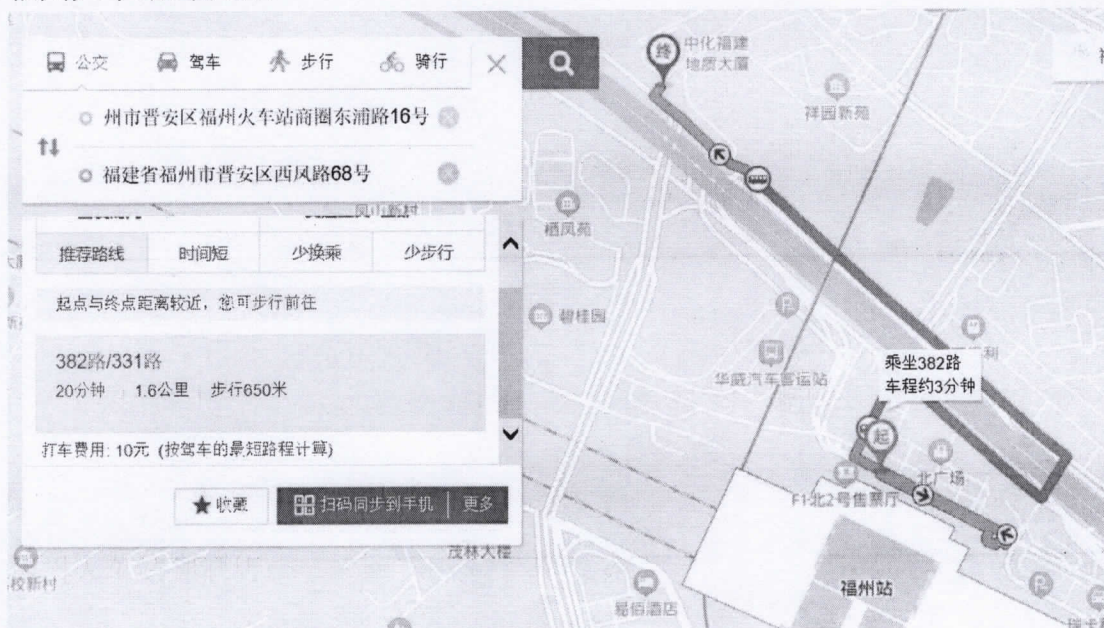 公交 驾车 步行 骑行
州市晋安区福州火车站商圈东浦路16号
福建省福州市晋安区西凤路68号
凤山新村
推荐路线 时间短 少换乘 少步行
起点与终点距离较近，您可步行前往
382路/331路
20分钟 1.6公里 步行650米
打车费用: 10元 (按驾车的最短路程计算)
收藏 扫码同步到手机 更多
茂林大楼
校新村
终
中化福建
地质大厦
祥园新苑
栖凤苑
碧桂园
华威汽车客运站
乘坐382路
车程约3分钟
起
北广场
F1-北2号售票厅
福州站
易佰酒店